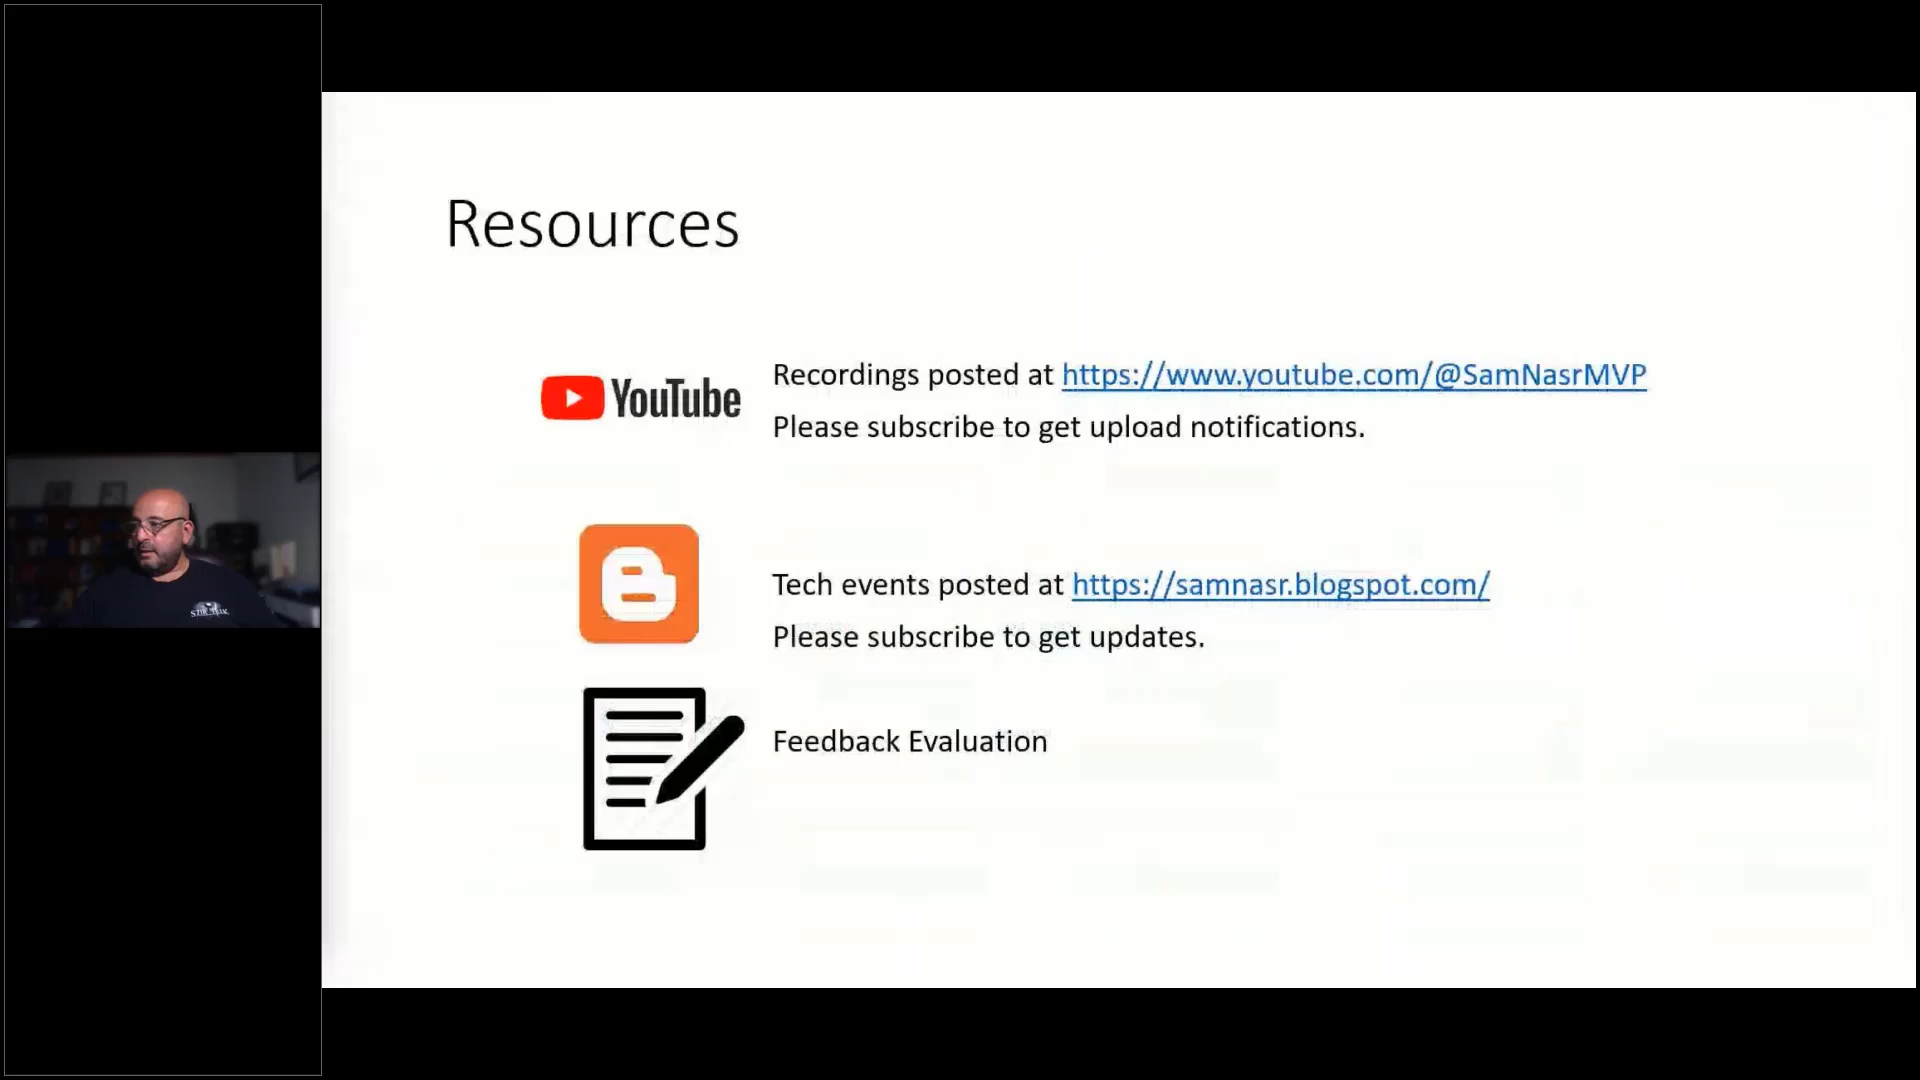 Resources
YouTube
Recordings posted at https://www.youtube.com/@SamNasrMVP
Please subscribe to get upload notifications.
Tech events posted at https://samnasr.blogspot.com/
Please subscribe to get updates.
Feedback Evaluation